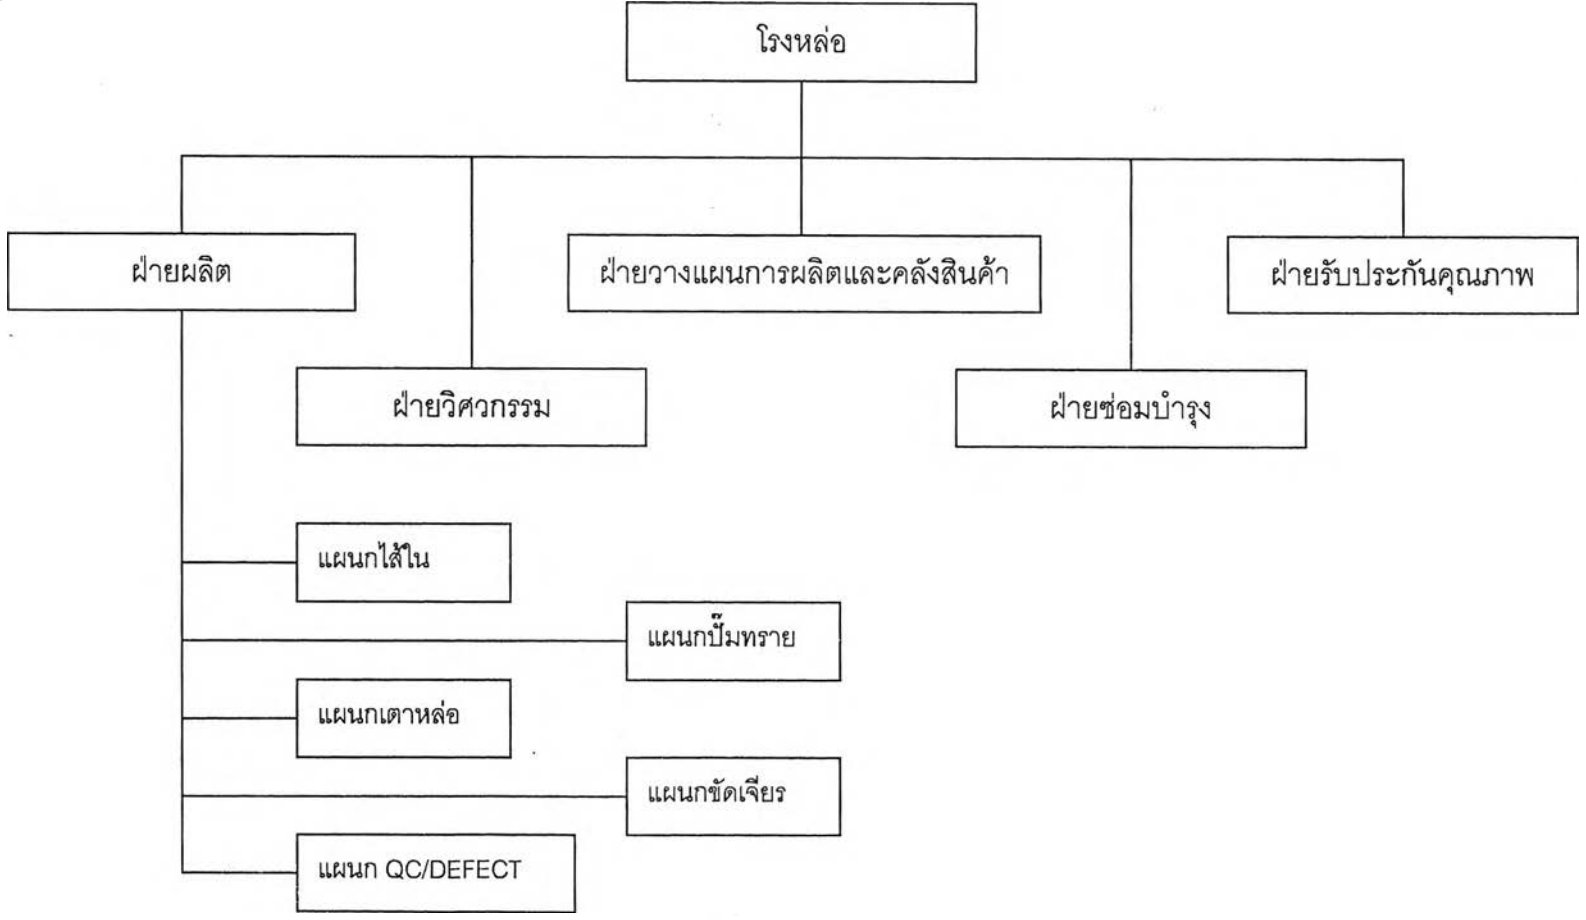 โรงหล่อ
ฝ่ายผลิต
ฝ่ายวางแผนการผลิตและคลังสินค้า
ฝ่ายรับประกันคุณภาพ
ฝ่ายวิศวกรรม
ฝ่ายซ่อมบำรุง
แผนกไส้ใน
แผนกปั๊มทราย
แผนกเตาหล่อ
แผนกขัดเจียร
แผนก QC/DEFECT